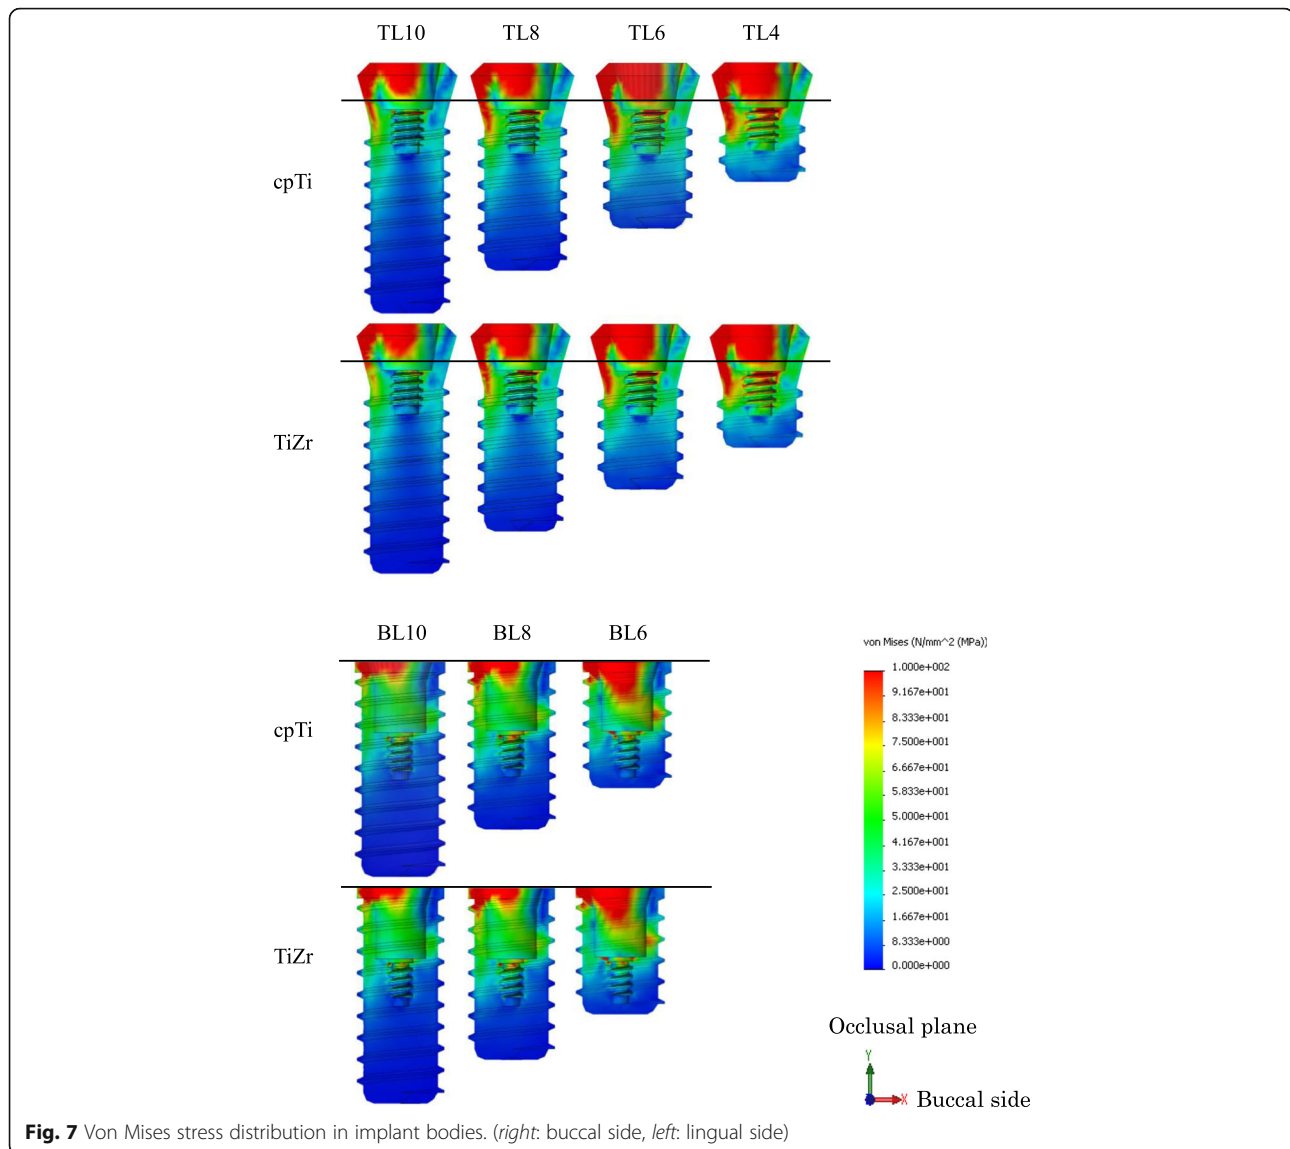 TL10 TL8 TL6 TL4
cpTi
TiZr
BL10 BL8 BL6
cpTi
TiZr
von Mises (N/mm^2 (MPa))
1.000e+002
9.167e+001
8.333e+001
7.500e+001
6.667e+001
5.833e+001
5.000e+001
4.167e+001
3.333e+001
2.500e+001
1.667e+001
8.333e+000
0.000e+000
Occlusal plane
Y
X Buccal side
Fig. 7 Von Mises stress distribution in implant bodies. (right: buccal side, left: lingual side)